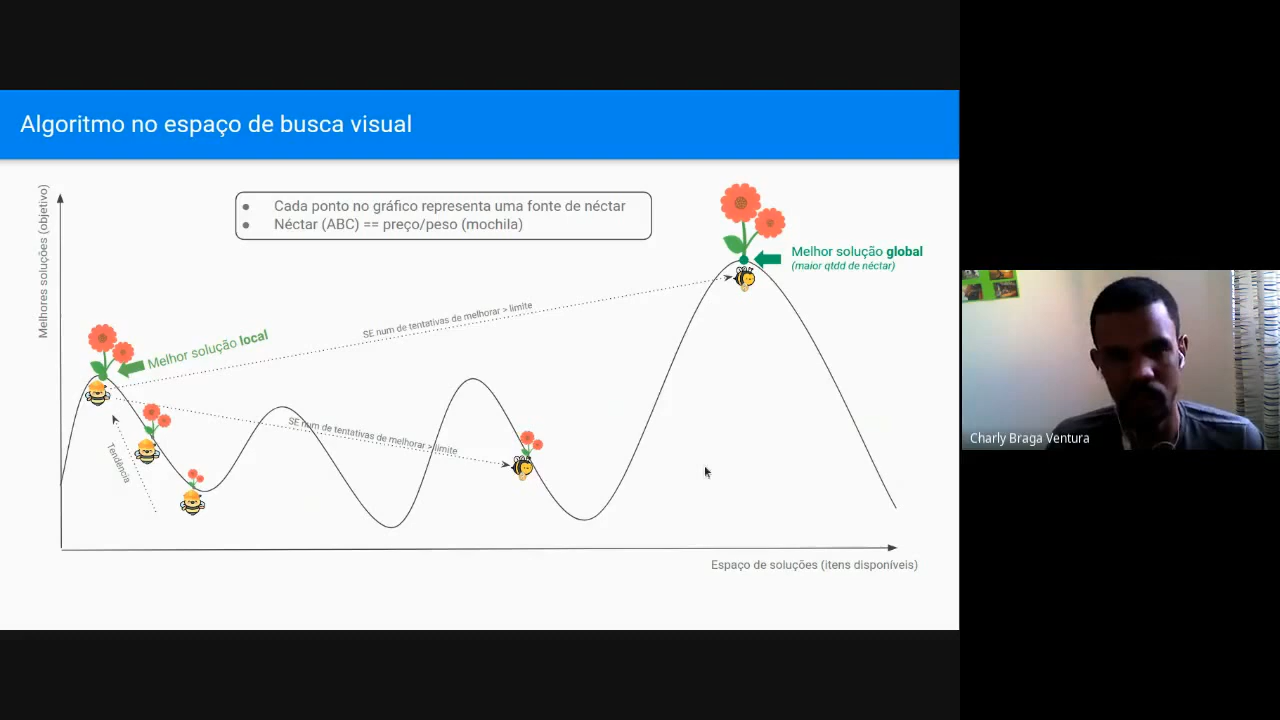 Algoritmo no espaço de busca visual
Melhores soluções (objetivo)
Cada ponto no gráfico representa uma fonte de néctar
Néctar (ABC) == preço/peso (mochila)
Melhor solução global
(maior qtdd de néctar)
SE num de tentativas de melhorar > limite
Melhor solução local
SE num de tentativas de melhorar > limite
Tendência
Espaço de soluções (itens disponíveis)
Charly Braga Ventura